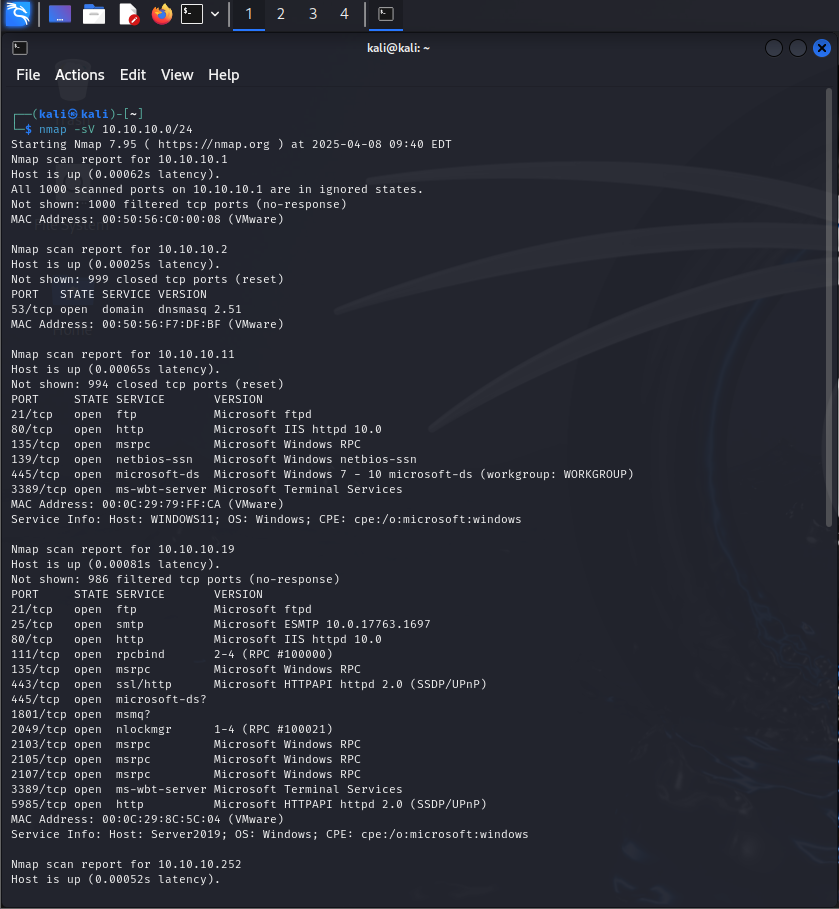 1 2 3 4
kali@kali: ~
File Actions Edit View Help
┌──(kali㉿kali)-[~]
└─$ nmap -sV 10.10.10.0/24
Starting Nmap 7.95 ( https://nmap.org ) at 2025-04-08 09:40 EDT
Nmap scan report for 10.10.10.1
Host is up (0.00062s latency).
All 1000 scanned ports on 10.10.10.1 are in ignored states.
Not shown: 1000 filtered tcp ports (no-response)
MAC Address: 00:50:56:C0:00:08 (VMware)
File System
Nmap scan report for 10.10.10.2
Host is up (0.00025s latency).
Not shown: 999 closed tcp ports (reset)
PORT   STATE SERVICE VERSION
53/tcp open  domain  dnsmasq 2.51
MAC Address: 00:50:56:F7:DF:BF (VMware)
Nmap scan report for 10.10.10.11
Host is up (0.00065s latency).
Not shown: 994 closed tcp ports (reset)
PORT     STATE SERVICE       VERSION
21/tcp   open  ftp           Microsoft ftpd
80/tcp   open  http          Microsoft IIS httpd 10.0
135/tcp  open  msrpc         Microsoft Windows RPC
139/tcp  open  netbios-ssn   Microsoft Windows netbios-ssn
445/tcp  open  microsoft-ds  Microsoft Windows 7 - 10 microsoft-ds (workgroup: WORKGROUP)
3389/tcp open  ms-wbt-server Microsoft Terminal Services
MAC Address: 00:0C:29:79:FF:CA (VMware)
Service Info: Host: WINDOWS11; OS: Windows; CPE: cpe:/o:microsoft:windows
Nmap scan report for 10.10.10.19
Host is up (0.00081s latency).
Not shown: 986 filtered tcp ports (no-response)
PORT     STATE SERVICE       VERSION
21/tcp   open  ftp           Microsoft ftpd
25/tcp   open  smtp          Microsoft ESMTP 10.0.17763.1697
80/tcp   open  http          Microsoft IIS httpd 10.0
111/tcp  open  rpcbind       2-4 (RPC #100000)
135/tcp  open  msrpc         Microsoft Windows RPC
443/tcp  open  ssl/http      Microsoft HTTPAPI httpd 2.0 (SSDP/UPnP)
445/tcp  open  microsoft-ds?
1801/tcp open  msmq?
2049/tcp open  nlockmgr      1-4 (RPC #100021)
2103/tcp open  msrpc         Microsoft Windows RPC
2105/tcp open  msrpc         Microsoft Windows RPC
2107/tcp open  msrpc         Microsoft Windows RPC
3389/tcp open  ms-wbt-server Microsoft Terminal Services
5985/tcp open  http          Microsoft HTTPAPI httpd 2.0 (SSDP/UPnP)
MAC Address: 00:0C:29:8C:5C:04 (VMware)
Service Info: Host: Server2019; OS: Windows; CPE: cpe:/o:microsoft:windows
Nmap scan report for 10.10.10.252
Host is up (0.00052s latency).